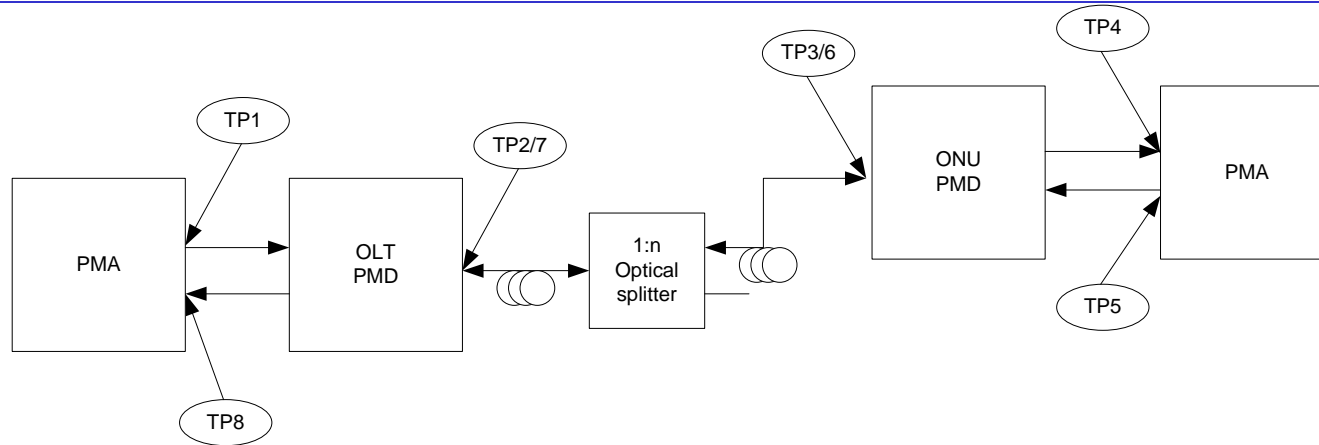 TP4
TP3/6
TP1
TP2/7
ONU
PMD
PMA
PMA
OLT
PMD
1:n
Optical
splitter
TP5
TP8